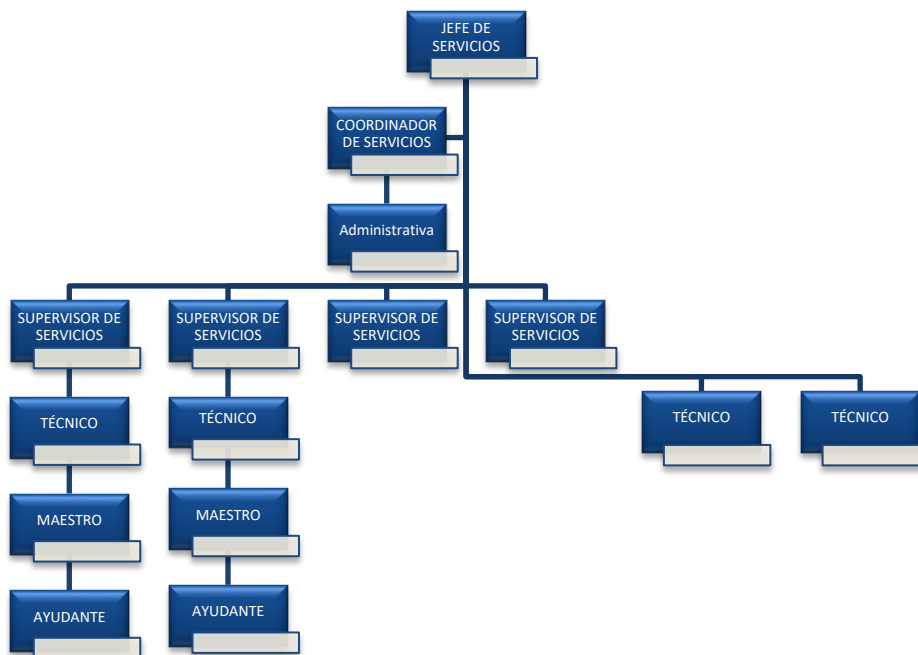 JEFE DE
SERVICIOS
COORDINADOR
DE SERVICIOS
Administrativa
SUPERVISOR DE
SERVICIOS
SUPERVISOR DE
SERVICIOS
SUPERVISOR DE
SERVICIOS
SUPERVISOR DE
SERVICIOS
TÉCNICO
TÉCNICO
TÉCNICO
TÉCNICO
MAESTRO
MAESTRO
AYUDANTE
AYUDANTE